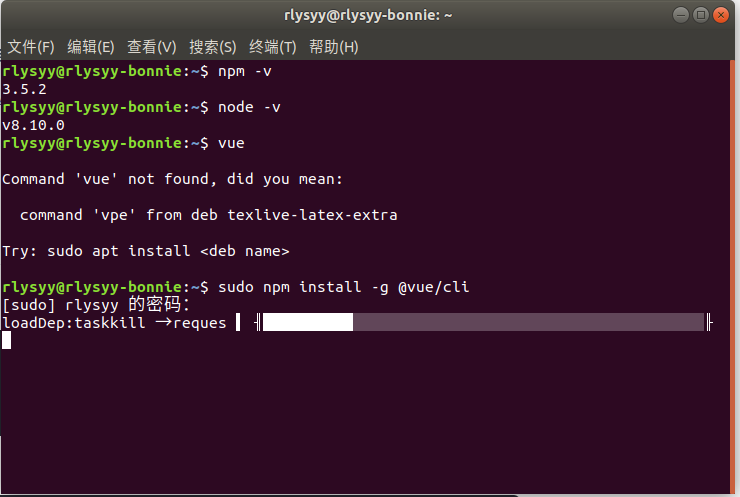 rlysyy@rlysyy-bonnie: ~
文件(F) 编辑(E) 查看(V) 搜索(S) 终端(T) 帮助(H)
rlysyy@rlysyy-bonnie:~$ npm -v
3.5.2
rlysyy@rlysyy-bonnie:~$ node -v
v8.10.0
rlysyy@rlysyy-bonnie:~$ vue
Command 'vue' not found, did you mean:
command 'vpe' from deb texlive-latex-extra
Try: sudo apt install <deb name>
rlysyy@rlysyy-bonnie:~$ sudo npm install -g @vue/cli
[sudo] rlysyy 的密码：
loadDep:taskkill →reques